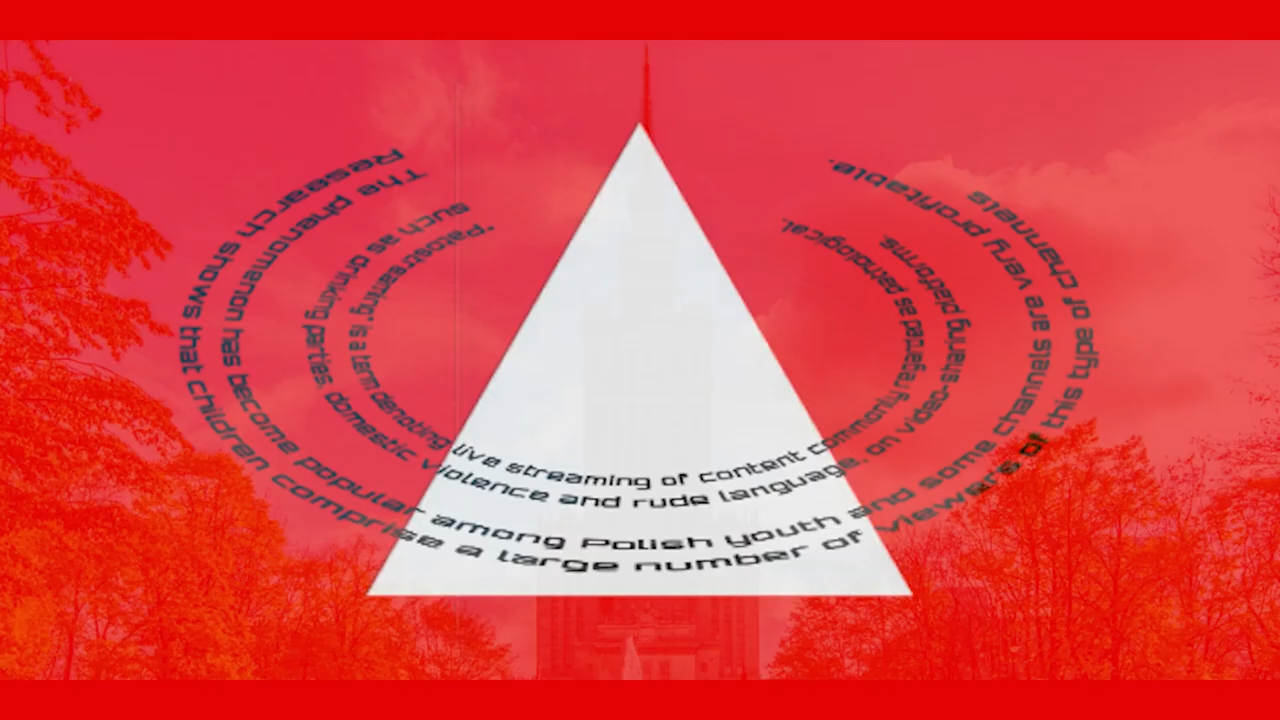 "Patostreaming" is a term denoting live streaming of content commonly regarded as pathological,
such as drinking parties, domestic violence and rude language, on video-sharing platforms.
The phenomenon has become popular among Polish youth and some channels are very profitable.
Research shows that children comprise a large number of viewers of this type of channels